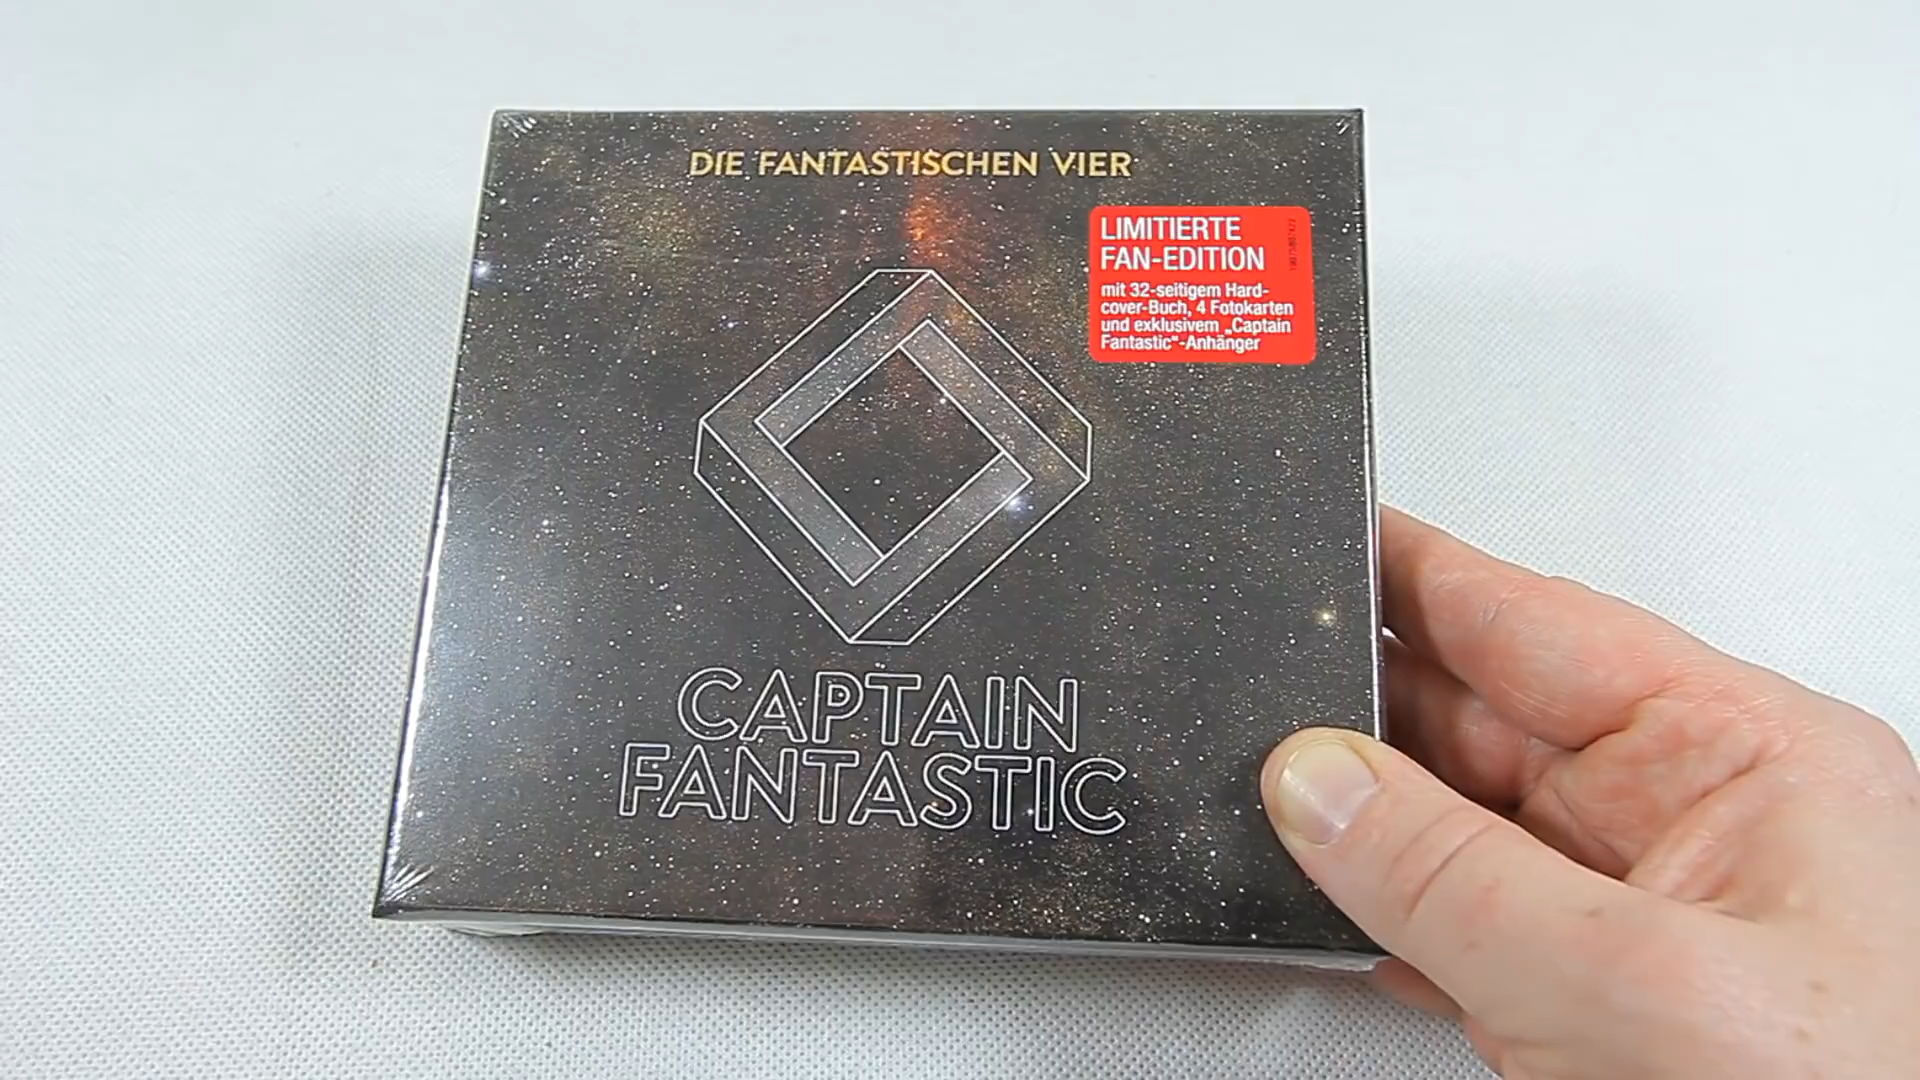 DIE FANTASTISCHEN VIER
LIMITIERTE
FAN-EDITION
mit 32-seitigem Hard-
cover-Buch, 4 Fotokarten
und exklusivem „Captain
Fantastic“-Anhänger
CAPTAIN
FANTASTIC